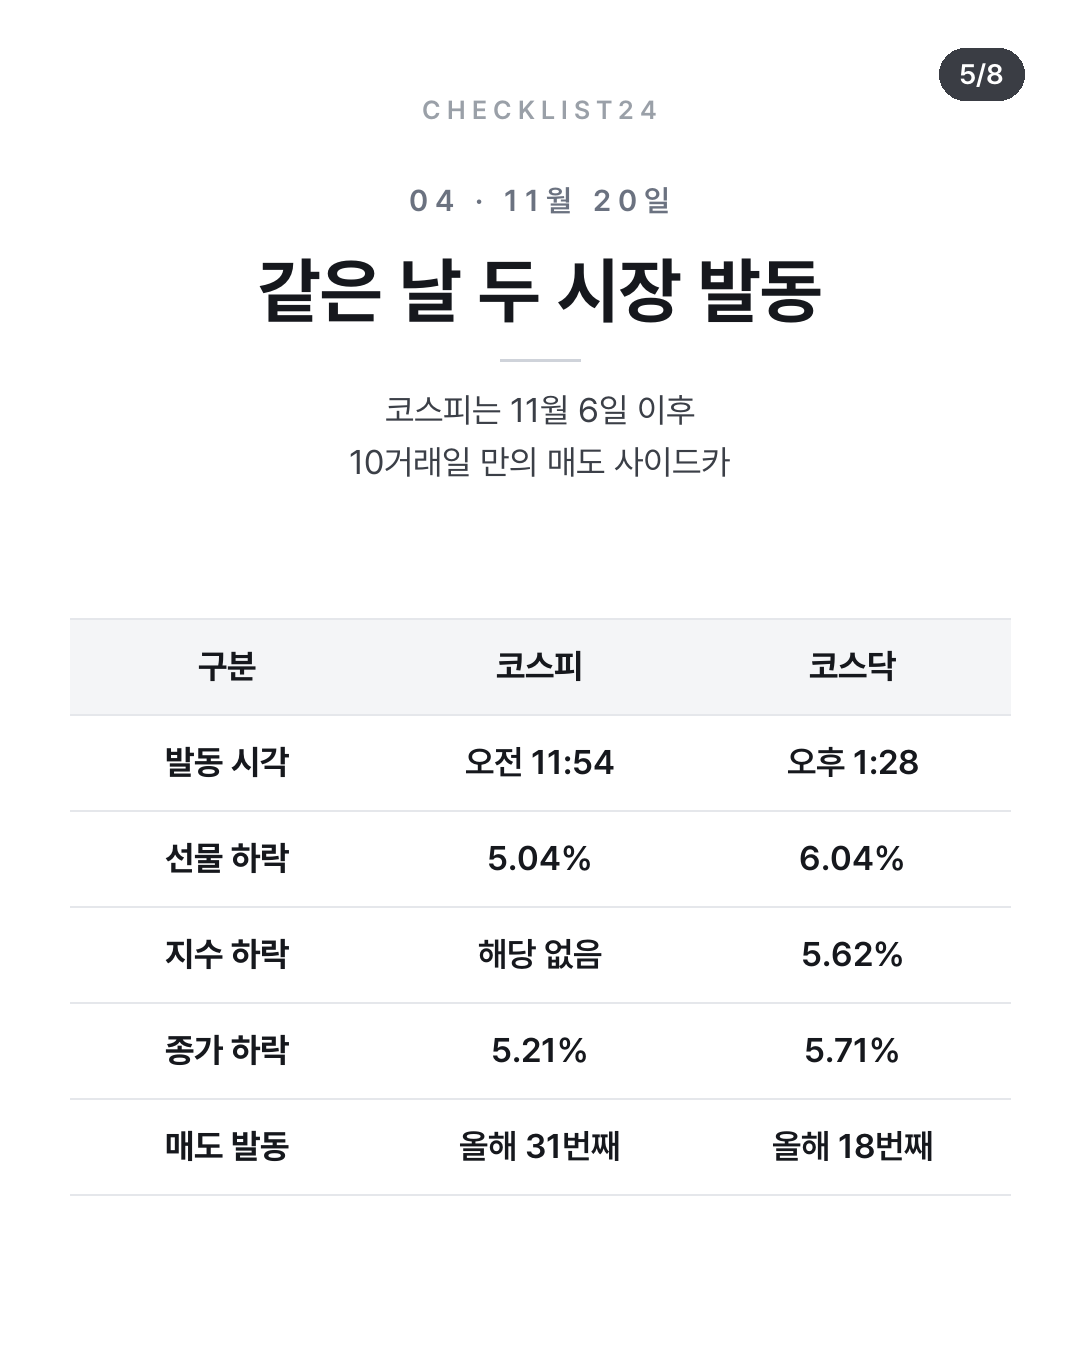 5/8
CHECKLIST24
04 · 11월 20일
같은 날 두 시장 발동
코스피는 11월 6일 이후
10거래일 만의 매도 사이드카
구분 코스피 코스닥
발동 시각 오전 11:54 오후 1:28
선물 하락 5.04% 6.04%
지수 하락 해당 없음 5.62%
종가 하락 5.21% 5.71%
매도 발동 올해 31번째 올해 18번째